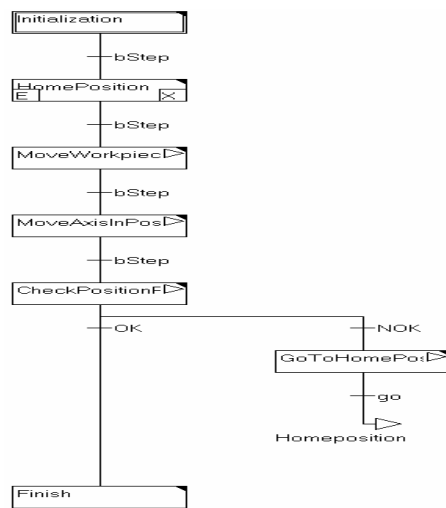 Initialization
bStep
HomePosition
E X
bStep
MoveWorkpiec
bStep
MoveAxisInPos
bStep
CheckPositionF
OK
NOK
GoToHomePos
go
Homeposition
Finish